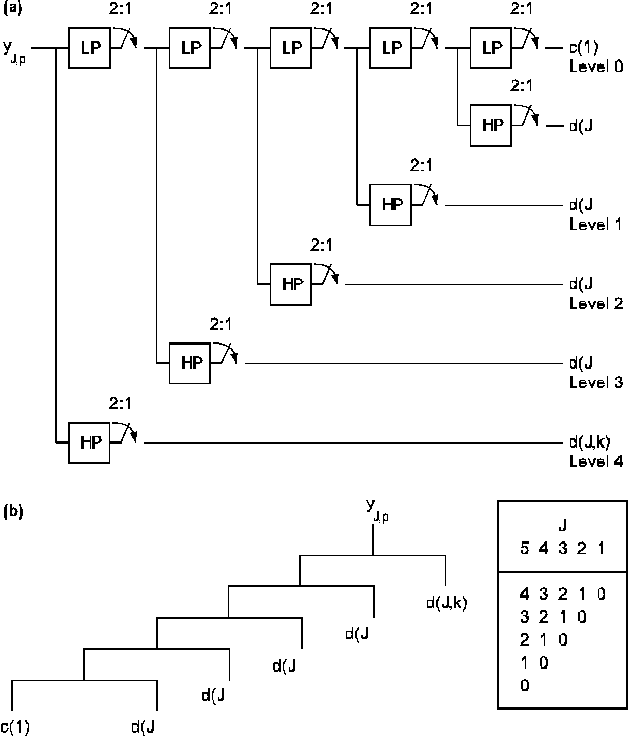 (a)
2:1 2:1 2:1 2:1 2:1
y J,p LP LP LP LP LP c(1)
Level 0
2:1
HP d(J
2:1
HP d(J
Level 1
2:1
HP d(J
Level 2
2:1
HP d(J
Level 3
2:1
HP d(J,k)
Level 4
(b)
y J,p
d(J,k)
d(J
d(J
d(J
c(1) d(J
J
5 4 3 2 1
4 3 2 1 0
3 2 1 0
2 1 0
1 0
0